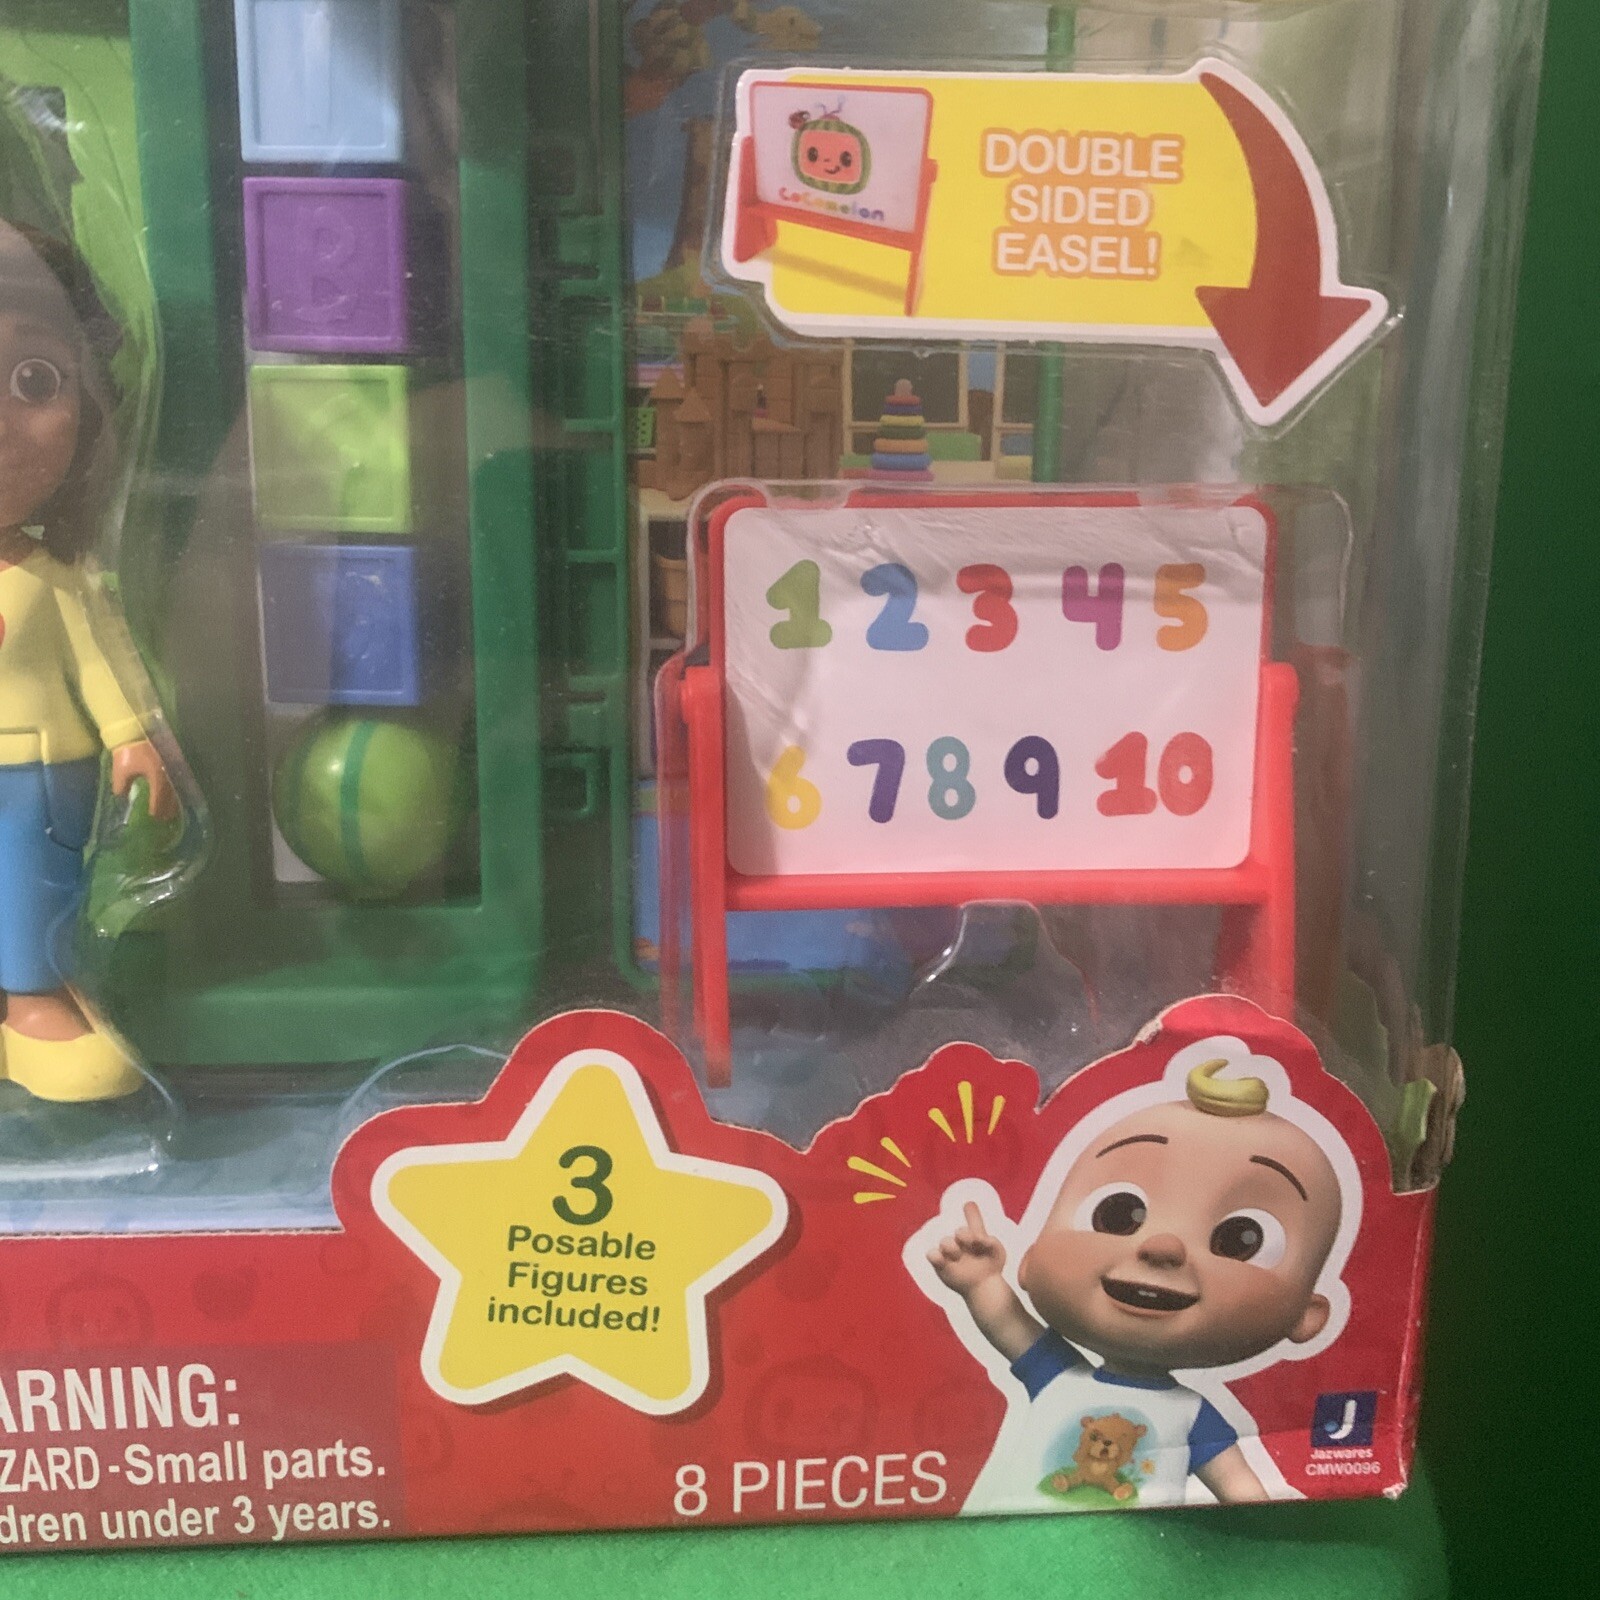 CoComelon
DOUBLE
SIDED
EASEL!
B
1 2 3 4 5
6 7 8 9 10
3
Posable
Figures
included!
ARNING:
ZARD-Small parts.
dren under 3 years.
8 PIECES
J
Jazwares
CMW0096